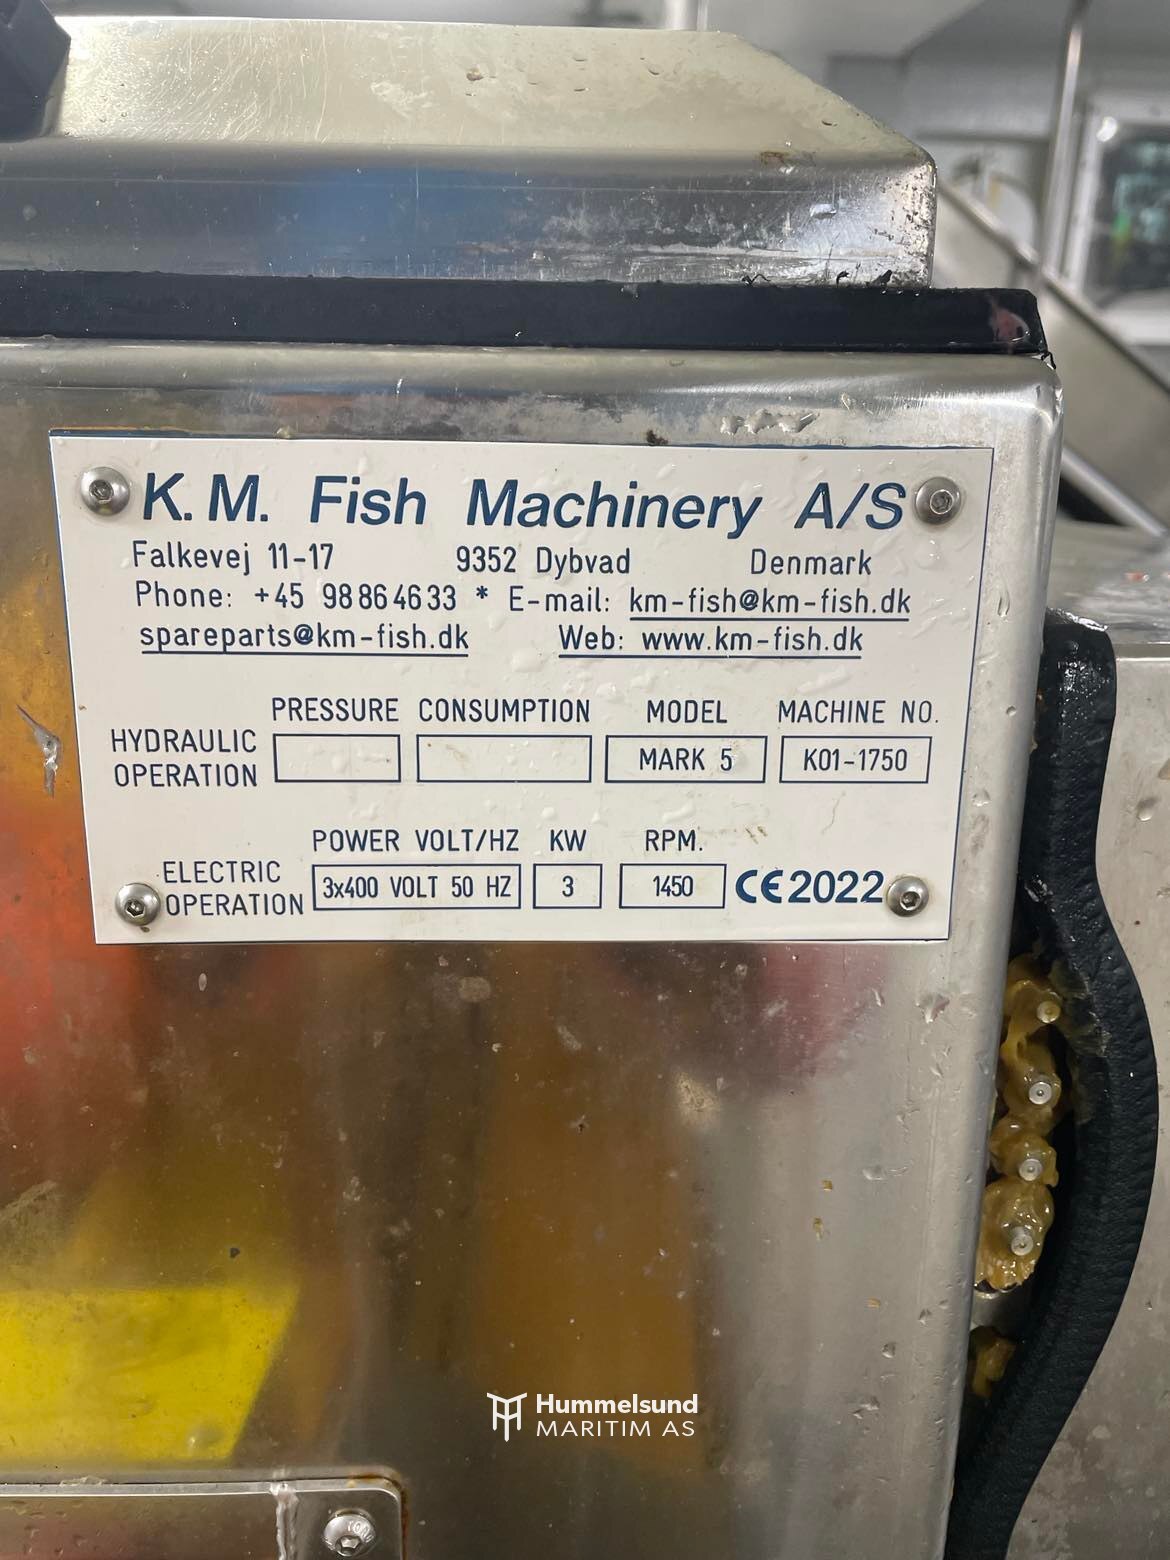 K.M. Fish Machinery A/S
Falkevej 11-17 9352 Dybvad Denmark
Phone: +45 98 86 46 33 * E-mail: km-fish@km-fish.dk
spareparts@km-fish.dk Web: www.km-fish.dk
PRESSURE CONSUMPTION MODEL MACHINE NO.
HYDRAULIC OPERATION MARK 5 K01-1750
POWER VOLT/HZ KW RPM.
ELECTRIC OPERATION 3x400 VOLT 50 HZ 3 1450 CE 2022
Hummelsund
MARITIM AS